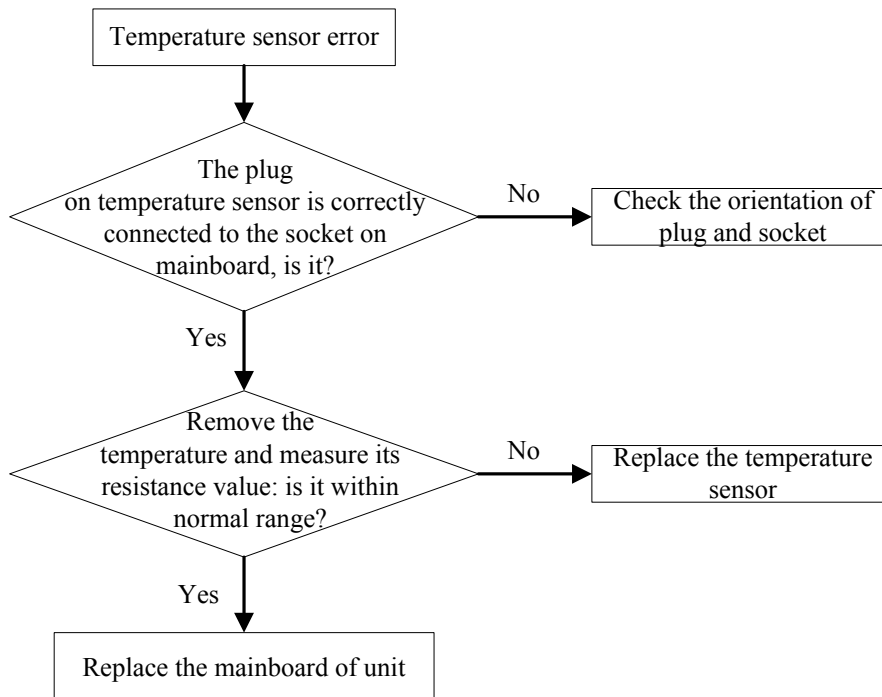 Temperature sensor error
The plug
on temperature sensor is correctly
connected to the socket on
mainboard, is it?
No
Check the orientation of
plug and socket
Yes
Remove the
temperature and measure its
resistance value: is it within
normal range?
No
Replace the temperature
sensor
Yes
Replace the mainboard of unit